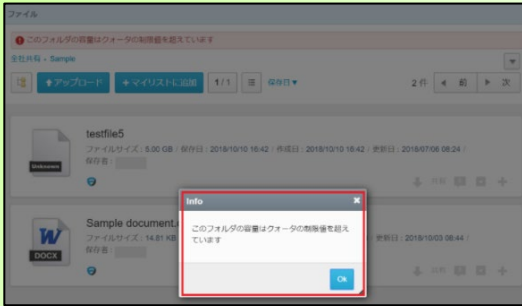 ファイル
このフォルダの容量はクォータの制限値を超えています
全社共有 › Sample
アップロード +マイリストに追加 1/1 保存日▼ 2 件 前 次
testfile5
ファイルサイズ : 5.00 GB / 保存日 : 2018/10/10 16:42 / 作成日 : 2018/10/10 16:42 / 更新日 : 2018/07/06 08:24 /
保存者 :
Unknown
Info ×
Sample document.
ファイルサイズ : 14.81 KB
更新日 : 2018/10/03 08:44 /
保存者 :
W
DOCX
このフォルダの容量はクォータの制限値を超え
ています
Ok